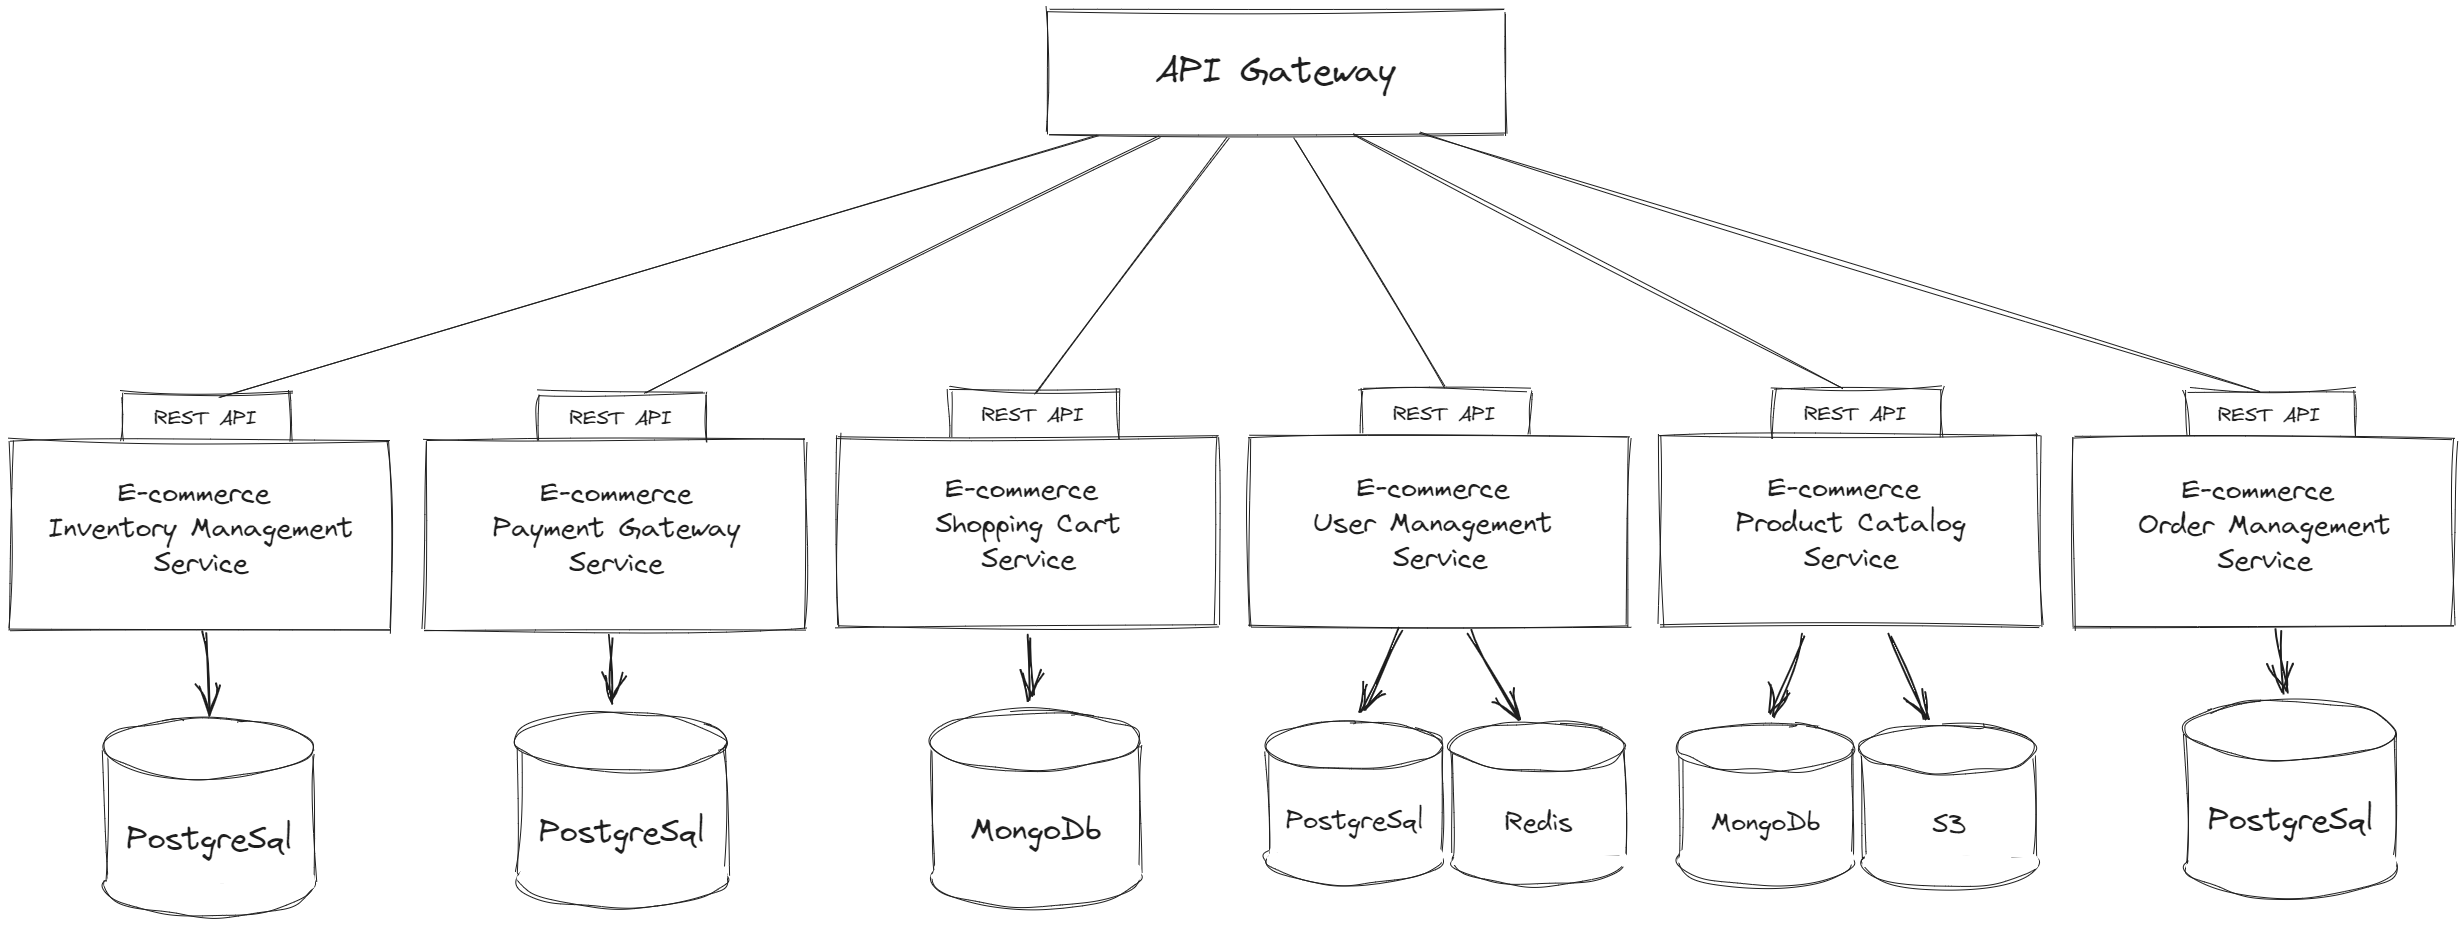 API Gateway
REST API
REST API
REST API
REST API
REST API
REST API
E-commerce
Inventory Management
Service
E-commerce
Payment Gateway
Service
E-commerce
Shopping Cart
Service
E-commerce
User Management
Service
E-commerce
Product Catalog
Service
E-commerce
Order Management
Service
PostgreSql
PostgreSql
MongoDb
PostgreSql
Redis
MongoDb
S3
PostgreSql